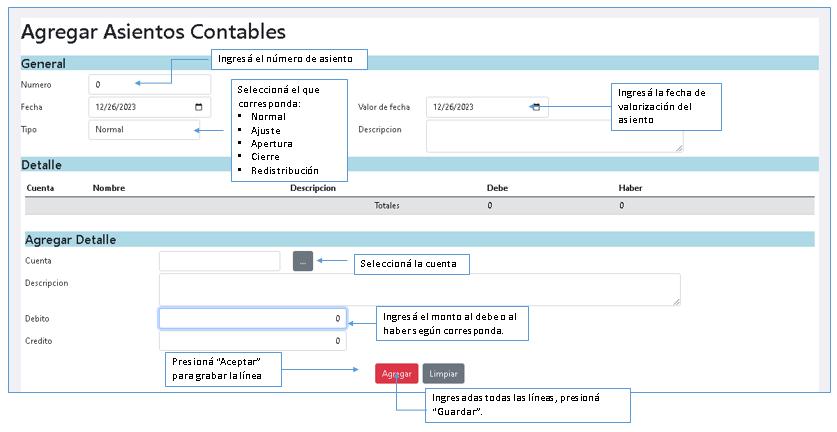 Agregar Asientos Contables
Ingresá el número de asiento
General
Numero 0
Seleccioná el que
corresponda:
▪ Normal
▪ Ajuste
▪ Apertura
▪ Cierre
▪ Redistribución
Ingresá la fecha de
valorización del
asiento
Fecha 12/26/2023
Valor de fecha 12/26/2023
Tipo Normal
Descripcion
Detalle
Cuenta Nombre Descripcion Debe Haber
Totales 0 0
Agregar Detalle
Cuenta ...
Seleccioná la cuenta
Descripcion
Debito 0
Ingresá el monto al debe o al
haber según corresponda.
Credito 0
Presioná “Aceptar”
para grabar la línea
Agregar Limpiar
Ingresadas todas las líneas, presioná
“Guardar”.